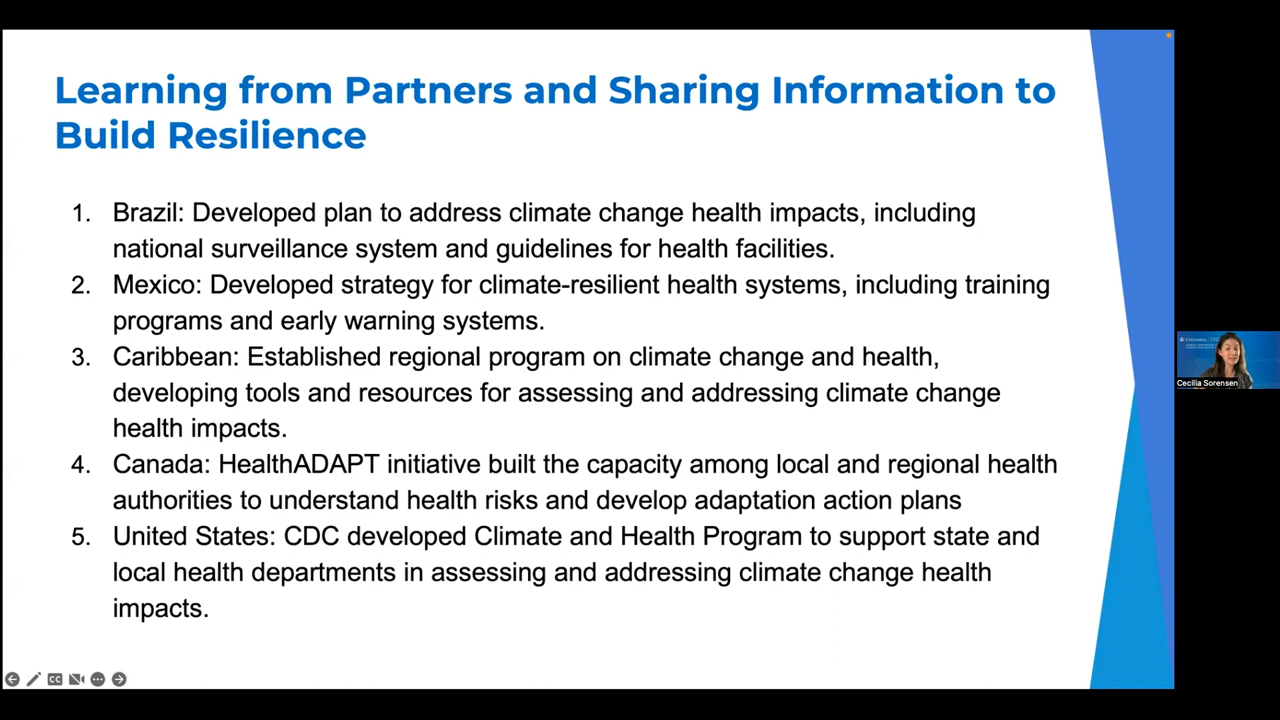 Learning from Partners and Sharing Information to
Build Resilience
1. Brazil: Developed plan to address climate change health impacts, including
national surveillance system and guidelines for health facilities.
2. Mexico: Developed strategy for climate-resilient health systems, including training
programs and early warning systems.
3. Caribbean: Established regional program on climate change and health,
developing tools and resources for assessing and addressing climate change
health impacts.
4. Canada: HealthADAPT initiative built the capacity among local and regional health
authorities to understand health risks and develop adaptation action plans
5. United States: CDC developed Climate and Health Program to support state and
local health departments in assessing and addressing climate change health
impacts.
CC
Cecilia Sorensen